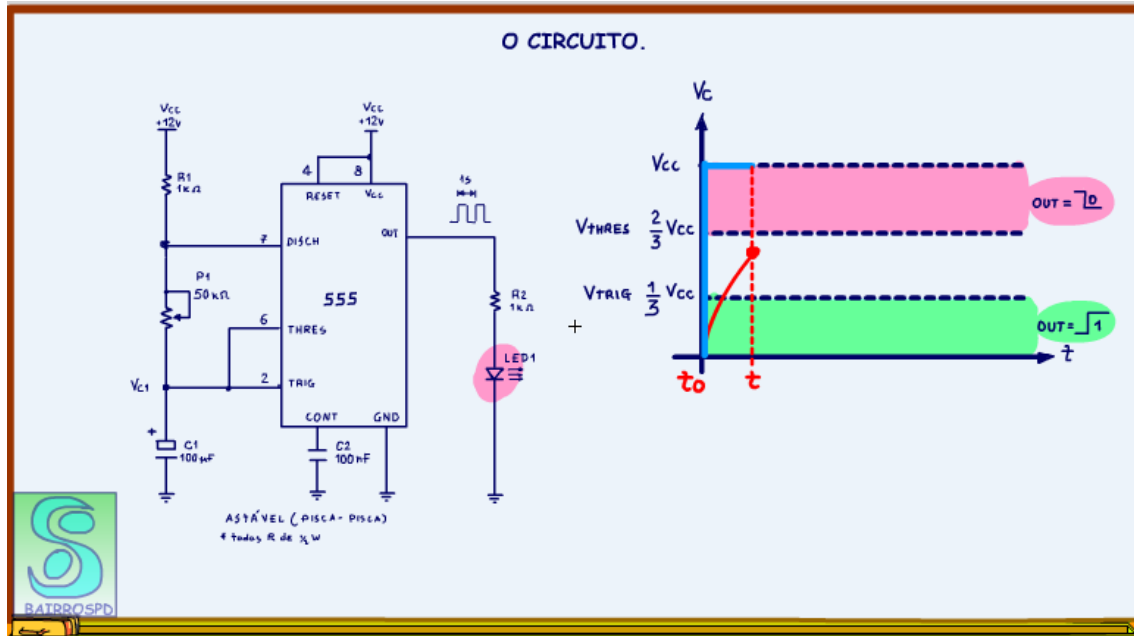 O CIRCUITO.
Vcc
+12v
R1
1kΩ
P1
50kΩ
VC1
+
C1
100µF
Vcc
+12v
4
8
RESET
Vcc
7
DISCH
OUT
555
6
THRES
2
TRIG
CONT
GND
C2
100nF
1s
R2
1kΩ
LED1
ASTÁVEL (PISCA-PISCA)
* todos R de ½ W
Vc
Vcc
VTHRES 2/3 Vcc
VTRIG 1/3 Vcc
OUT = 0
OUT = 1
t
to
t
BAIRROSPD